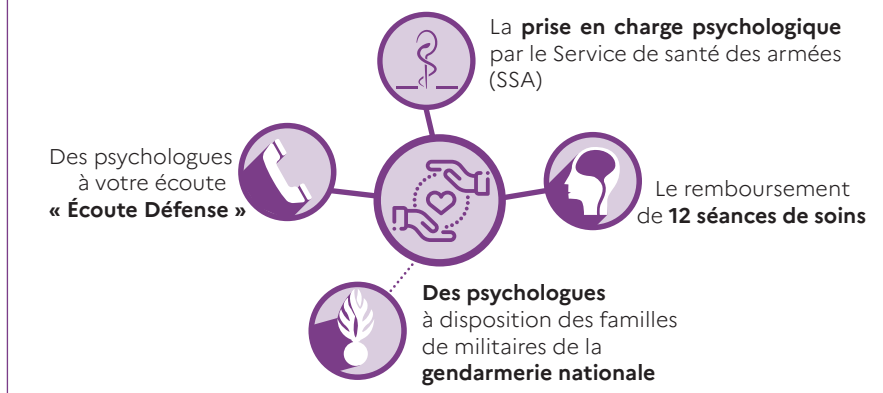 La prise en charge psychologique
par le Service de santé des armées
(SSA)
Des psychologues
à votre écoute
« Écoute Défense »
Le remboursement
de 12 séances de soins
Des psychologues
à disposition des familles
de militaires de la
gendarmerie nationale